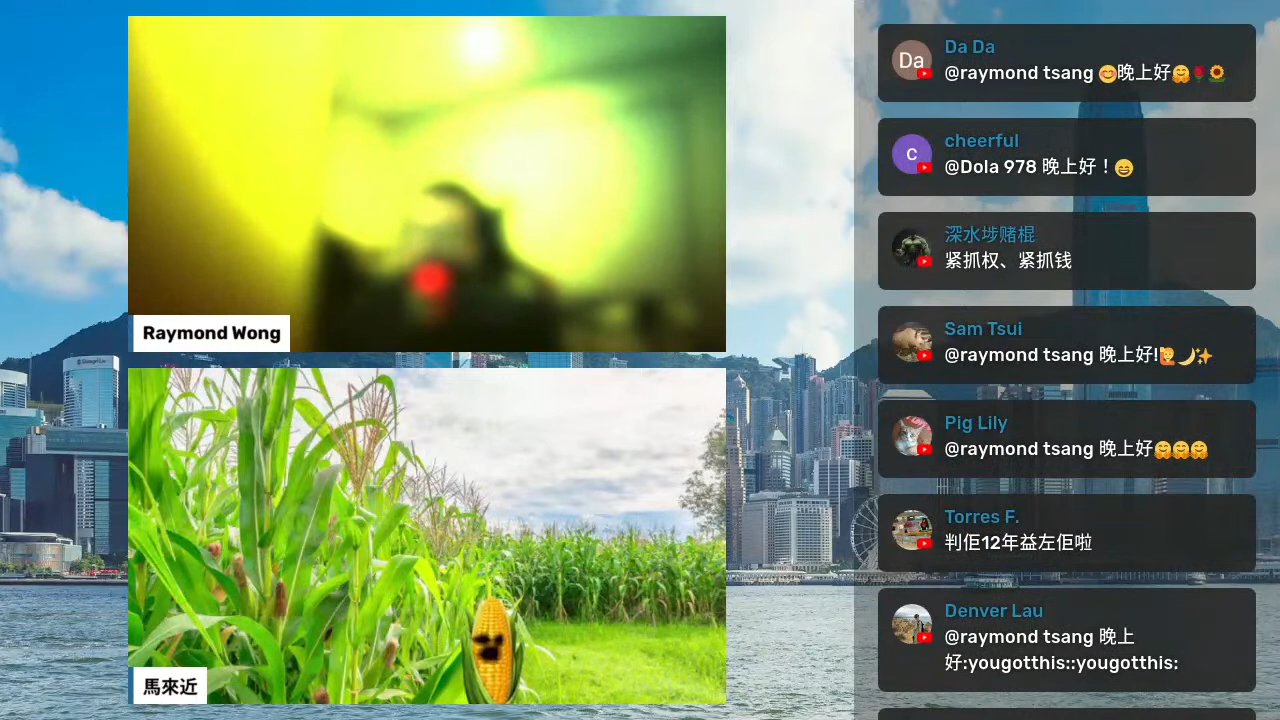 Raymond Wong
馬來近
Da
Da Da
@raymond tsang 😊晚上好🤗🌹🌻
c
cheerful
@Dola 978 晚上好！😄
深水埗赌棍
紧抓权、紧抓钱
Sam Tsui
@raymond tsang 晚上好!🙋🌙✨
Pig Lily
@raymond tsang 晚上好🤗🤗🤗
Torres F.
判佢12年益左佢啦
Denver Lau
@raymond tsang 晚上
好:yougotthis::yougotthis: